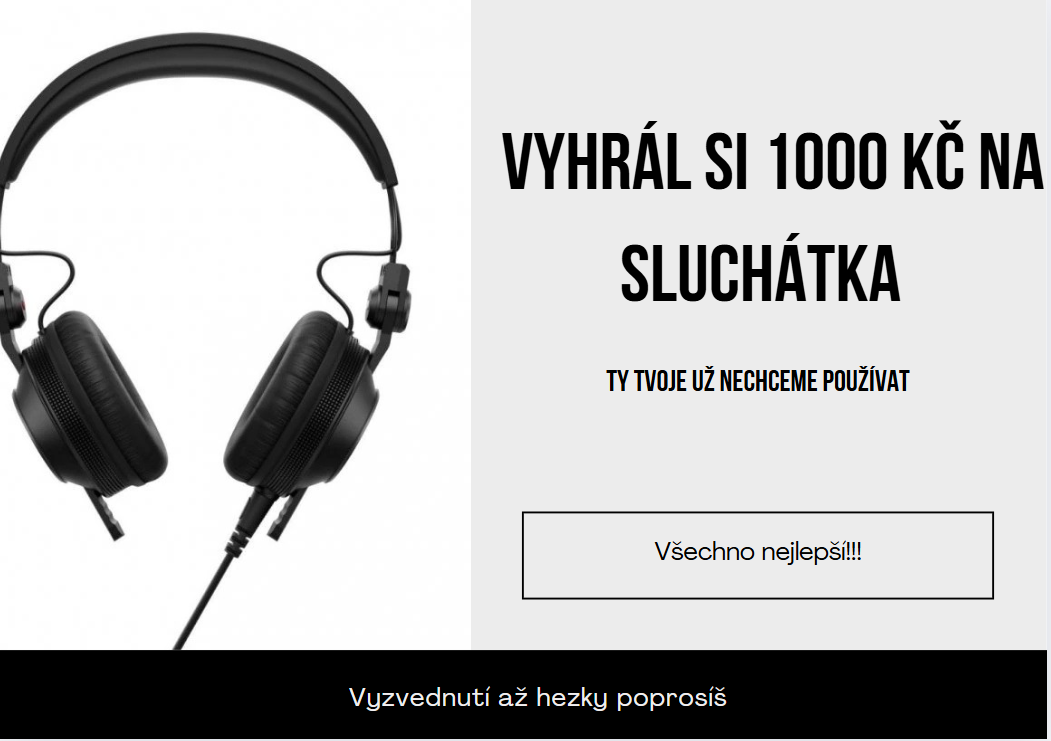 VYHRÁL SI 1000 KČ NA
SLUCHÁTKA
TY TVOJE UŽ NECHCEME POUŽÍVAT
Všechno nejlepší!!!
Vyzvednutí až hezky poprosíš